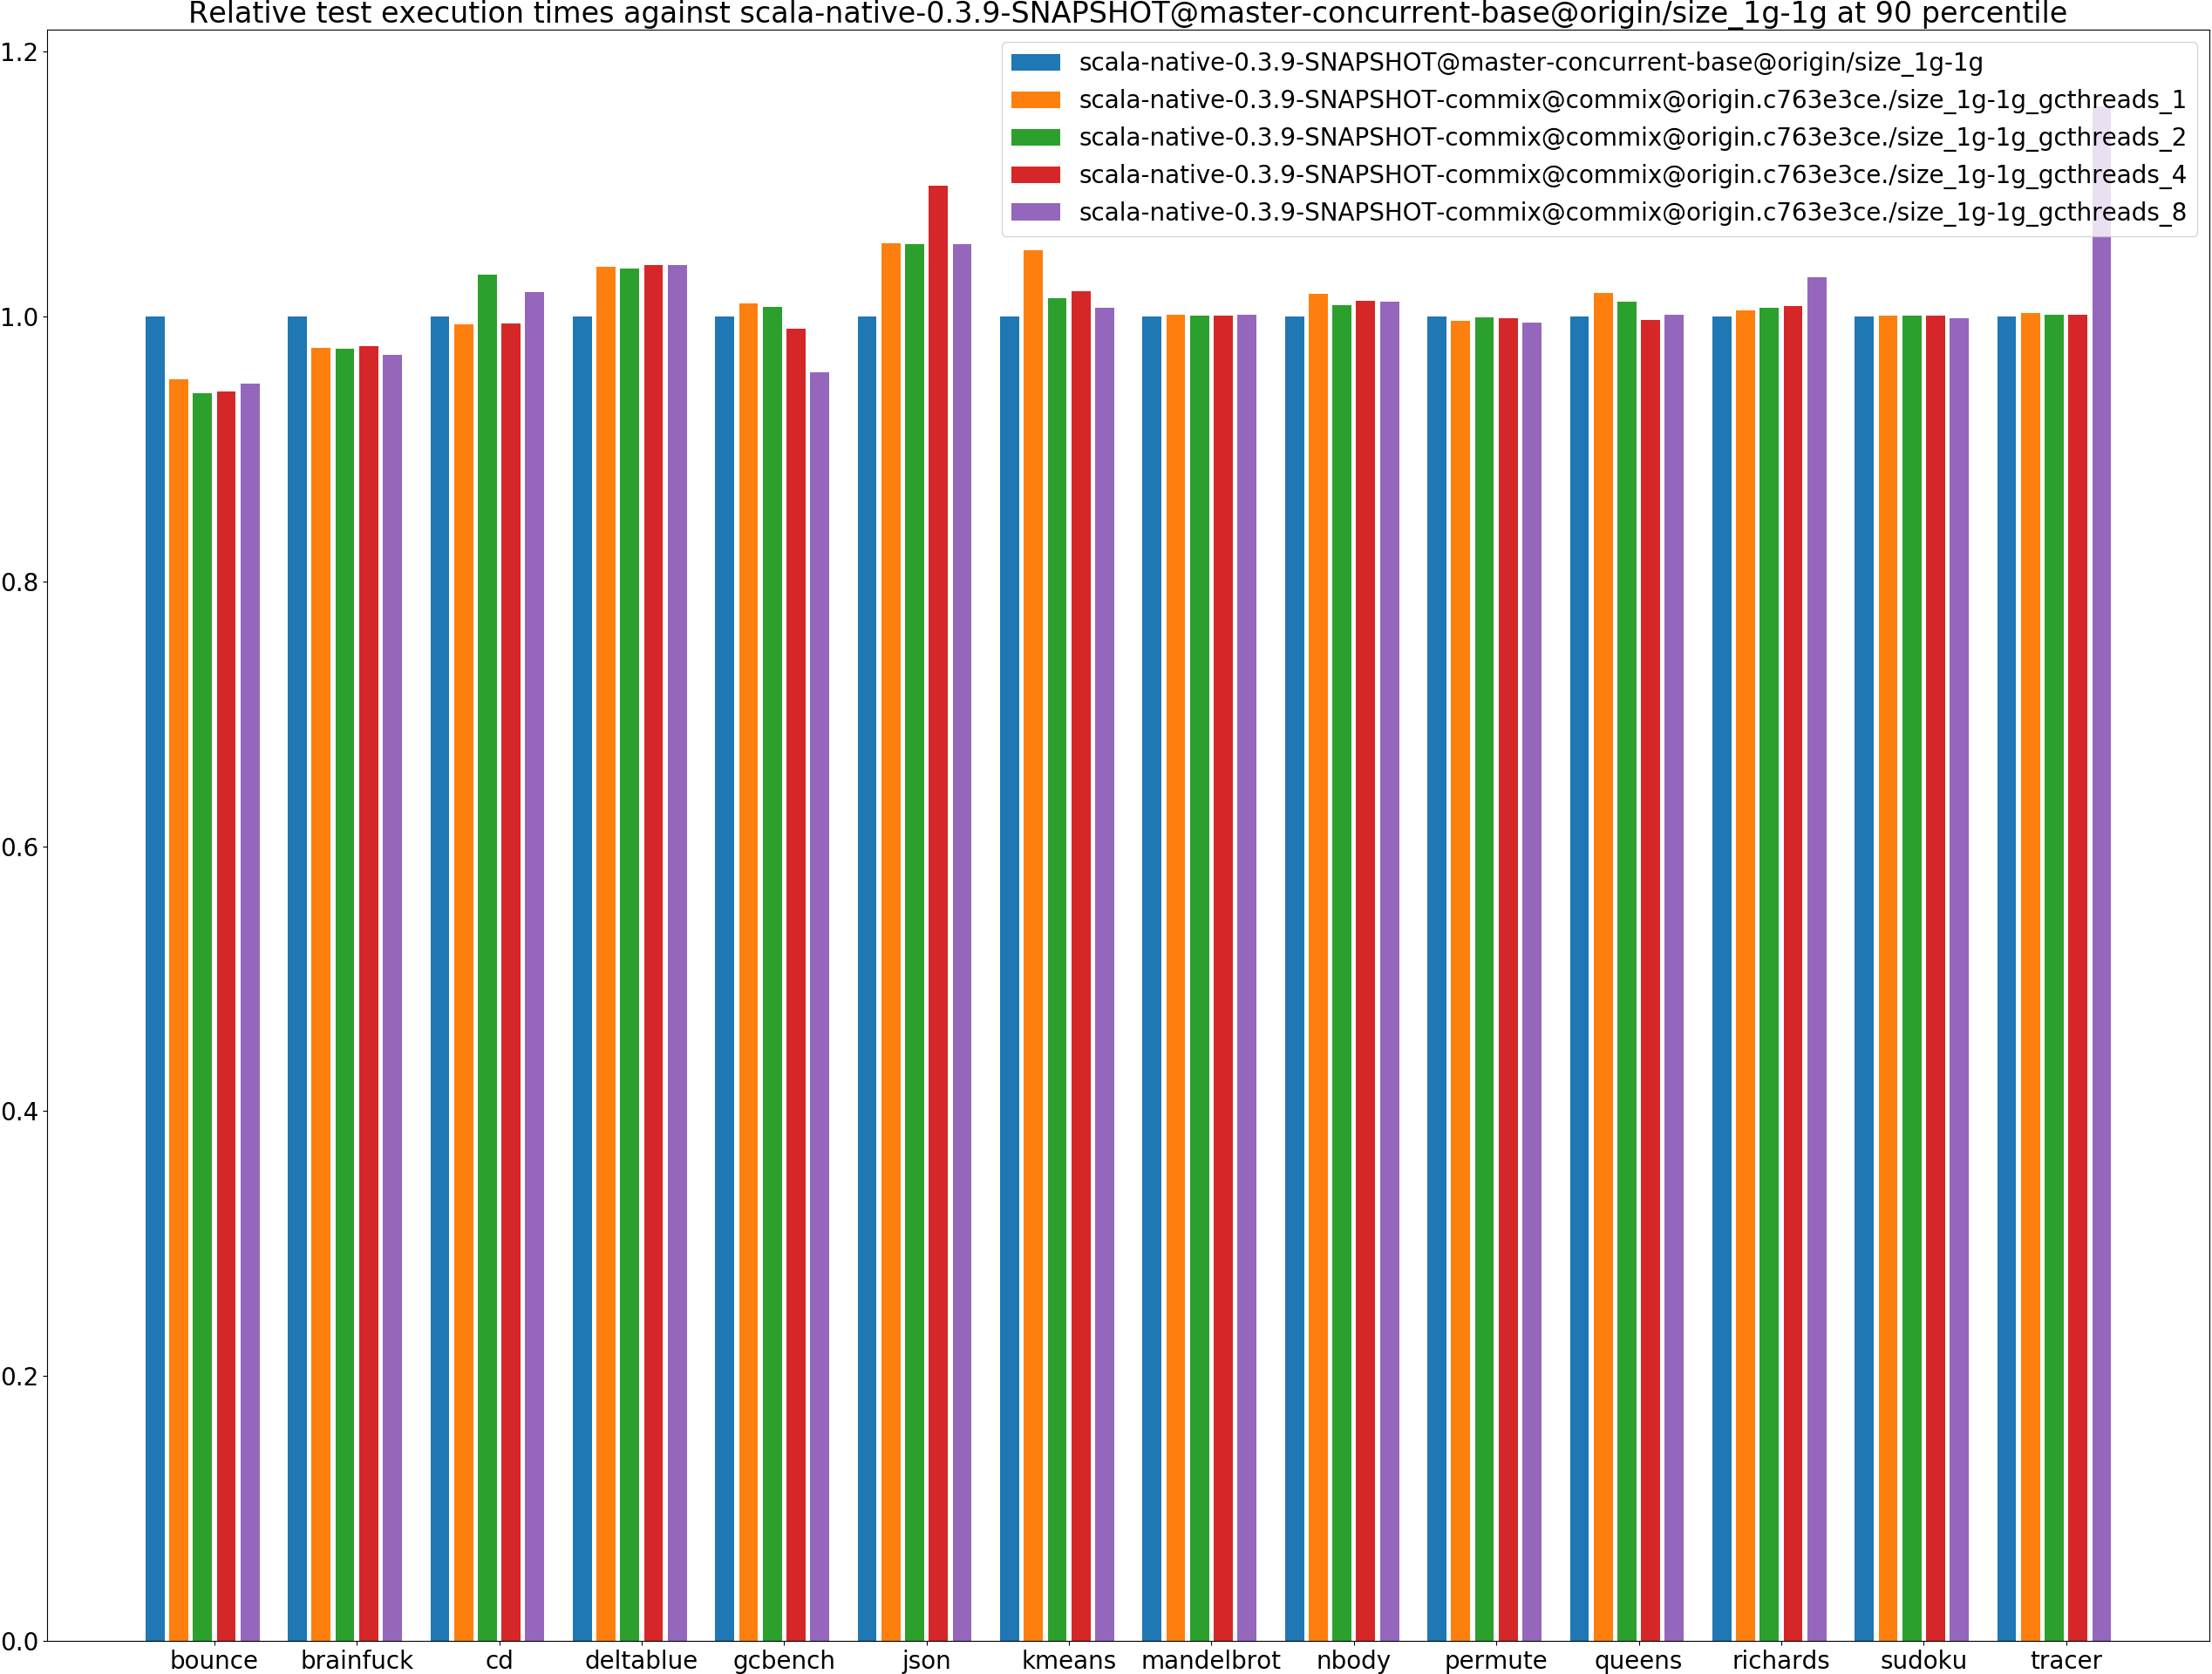 Relative test execution times against scala-native-0.3.9-SNAPSHOT@master-concurrent-base@origin/size_1g-1g at 90 percentile
1.2
1.0
0.8
0.6
0.4
0.2
0.0
scala-native-0.3.9-SNAPSHOT@master-concurrent-base@origin/size_1g-1g
scala-native-0.3.9-SNAPSHOT-commix@commix@origin.c763e3ce./size_1g-1g_gcthreads_1
scala-native-0.3.9-SNAPSHOT-commix@commix@origin.c763e3ce./size_1g-1g_gcthreads_2
scala-native-0.3.9-SNAPSHOT-commix@commix@origin.c763e3ce./size_1g-1g_gcthreads_4
scala-native-0.3.9-SNAPSHOT-commix@commix@origin.c763e3ce./size_1g-1g_gcthreads_8
bounce brainfuck cd deltablue gcbench json kmeans mandelbrot nbody permute queens richards sudoku tracer